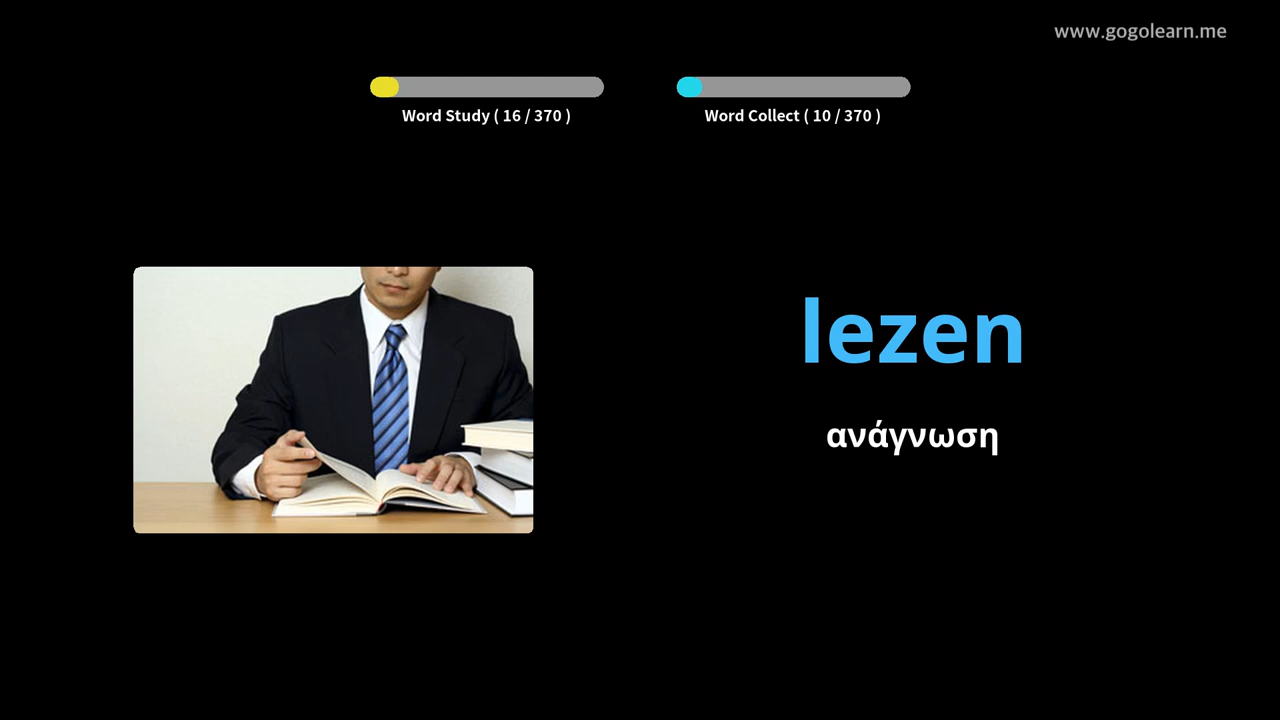 www.gogolearn.me
Word Study ( 16 / 370 )
Word Collect ( 10 / 370 )
lezen
ανάγνωση